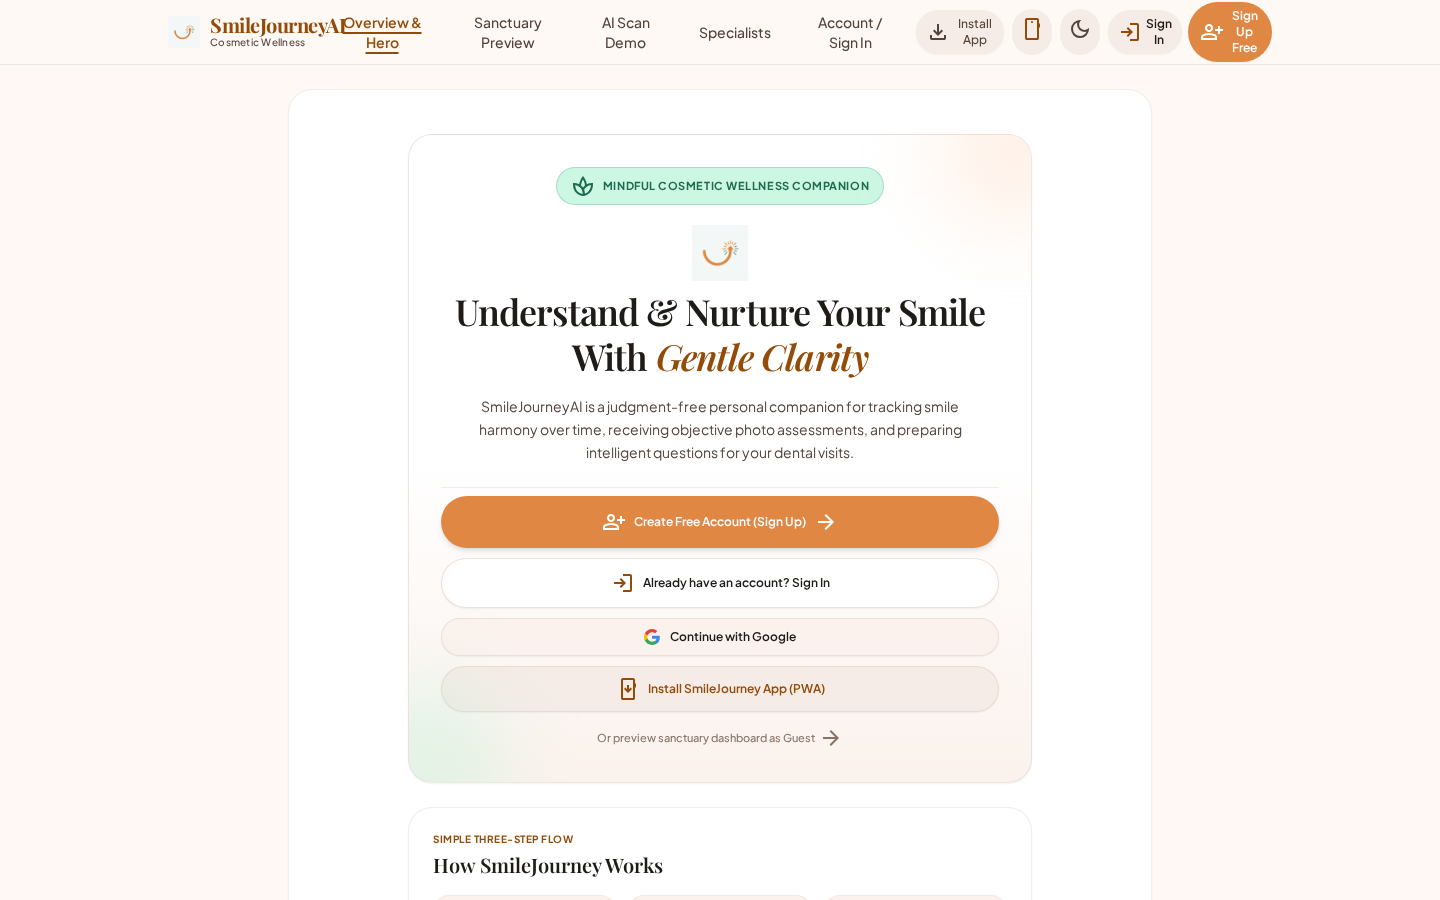 SmileJourneyAI
Cosmetic Wellness
Overview &
Hero
Sanctuary
Preview
AI Scan
Demo
Specialists
Account /
Sign In
Install
App
Sign
In
Sign
Up
Free
MINDFUL COSMETIC WELLNESS COMPANION
Understand & Nurture Your Smile
With Gentle Clarity
SmileJourneyAI is a judgment-free personal companion for tracking smile
harmony over time, receiving objective photo assessments, and preparing
intelligent questions for your dental visits.
Create Free Account (Sign Up)
Already have an account? Sign In
Continue with Google
Install SmileJourney App (PWA)
Or preview sanctuary dashboard as Guest
SIMPLE THREE-STEP FLOW
How SmileJourney Works